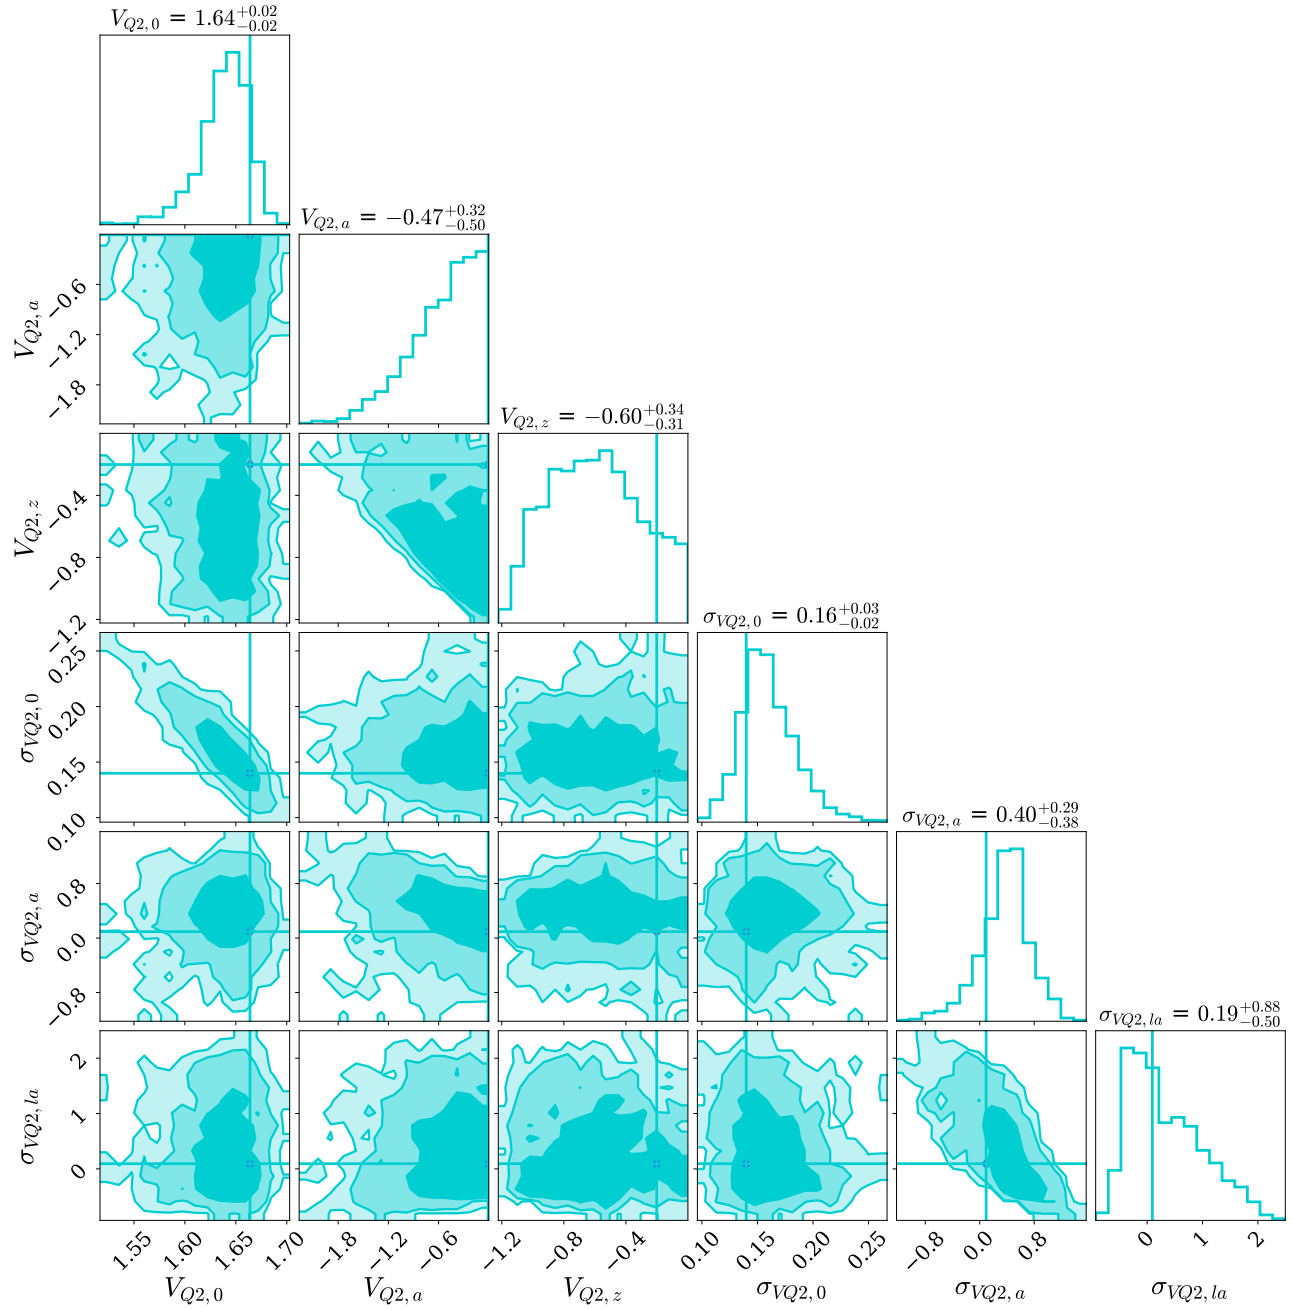 V_{Q2,0} = 1.64^{+0.02}_{−0.02}
V_{Q2,a} = −0.47^{+0.32}_{−0.50}
V_{Q2,a}
−0.6
−1.2
−1.8
V_{Q2,z} = −0.60^{+0.34}_{−0.31}
V_{Q2,z}
−0.4
−0.8
−1.2
σ_{VQ2,0} = 0.16^{+0.03}_{−0.02}
σ_{VQ2,0}
0.25
0.20
0.15
0.10
σ_{VQ2,a} = 0.40^{+0.29}_{−0.38}
σ_{VQ2,a}
0.8
0.0
−0.8
σ_{VQ2,la} = 0.19^{+0.88}_{−0.50}
σ_{VQ2,la}
2
1
0
1.55 1.60 1.65 1.70 −1.8 −1.2 −0.6 −1.2 −0.8 −0.4 0.10 0.15 0.20 0.25 −0.8 0.0 0.8 0 1 2
V_{Q2,0} V_{Q2,a} V_{Q2,z} σ_{VQ2,0} σ_{VQ2,a} σ_{VQ2,la}